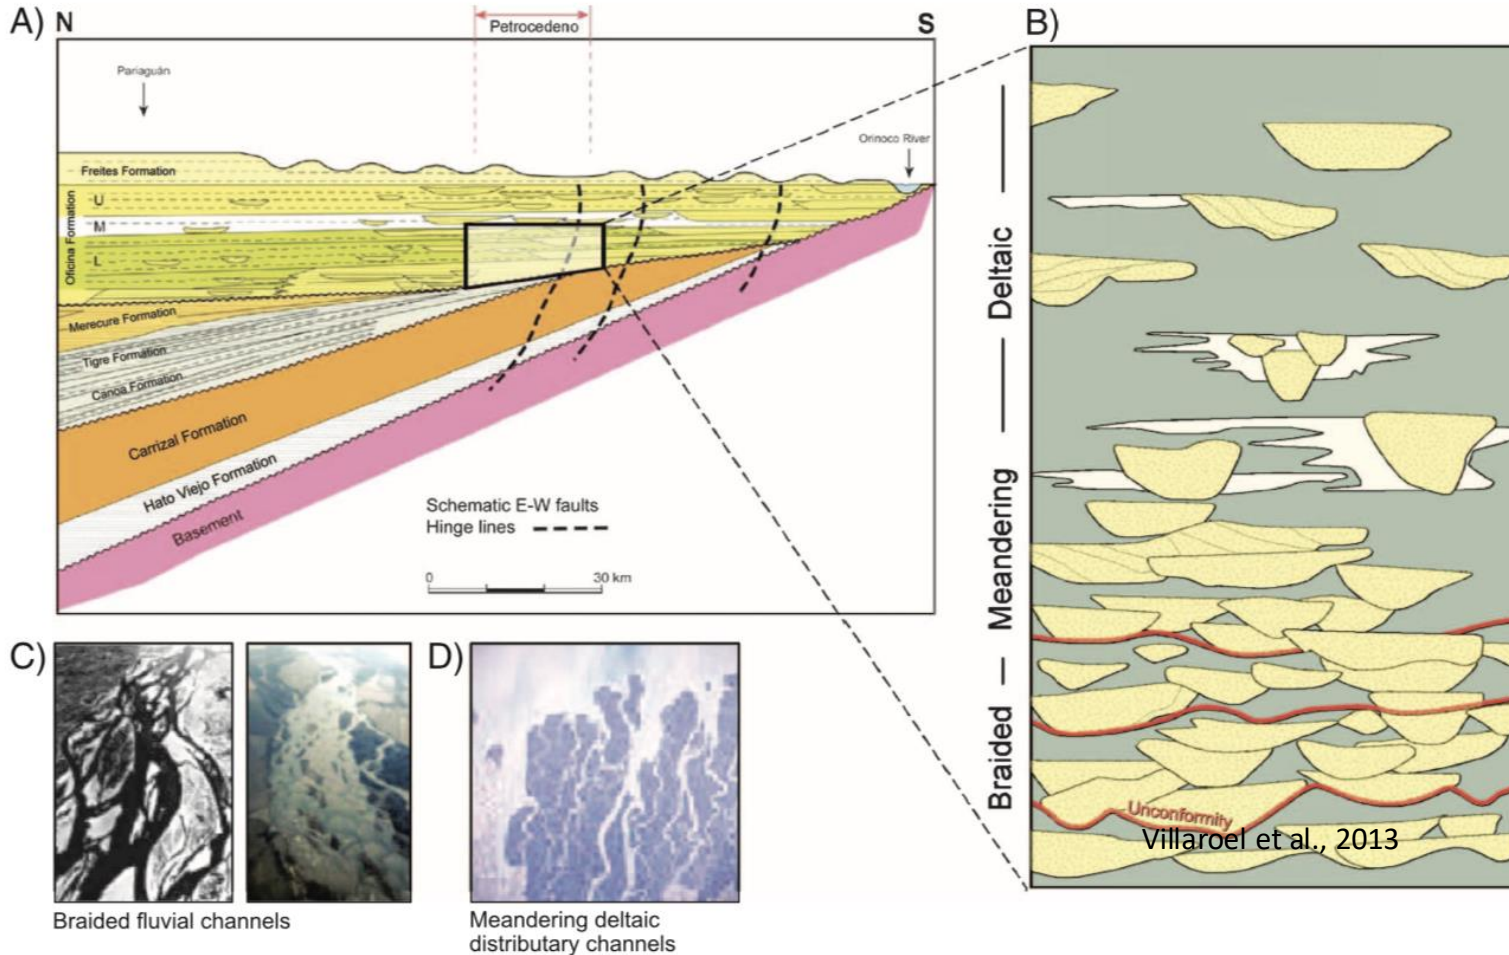 A)
N
Petrocedeno
S
B)
Pariaguán
Orinoco River
Freites Formation
U
M
L
Oficina Formation
Merecure Formation
Tigre Formation
Canoa Formation
Carrizal Formation
Hato Viejo Formation
Basement
Schematic E-W faults
Hinge lines
0
30 km
Deltaic
Meandering
Braided
Unconformity
Villaroel et al., 2013
C)
D)
Braided fluvial channels
Meandering deltaic
distributary channels